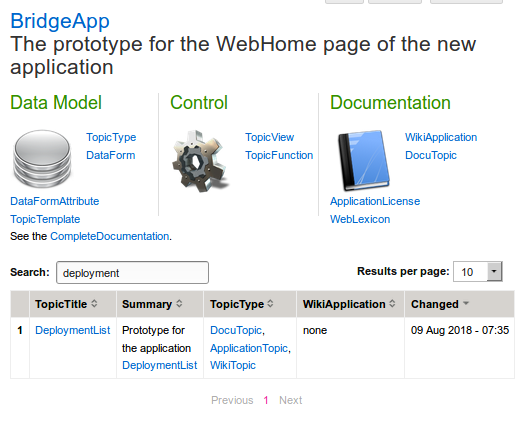 BridgeApp
The prototype for the WebHome page of the new
application
Data Model
Control
Documentation
TopicType
DataForm
TopicView
TopicFunction
WikiApplication
DocuTopic
DataFormAttribute
TopicTemplate
ApplicationLicense
WebLexicon
See the CompleteDocumentation.
Search: deployment Results per page: 10
TopicTitle Summary TopicType WikiApplication Changed
1 DeploymentList Prototype for DocuTopic, none 09 Aug 2018 - 07:35
the application ApplicationTopic,
DeploymentList WikiTopic
Previous 1 Next